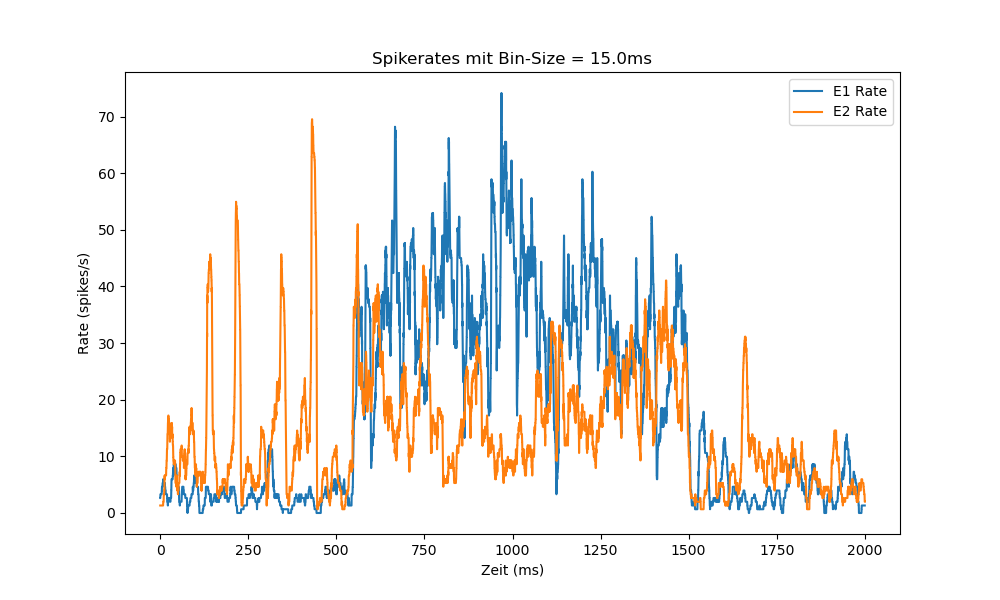 Spikerates mit Bin-Size = 15.0ms
E1 Rate
E2 Rate
70
60
50
40
30
20
10
0
Rate (spikes/s)
0 250 500 750 1000 1250 1500 1750 2000
Zeit (ms)